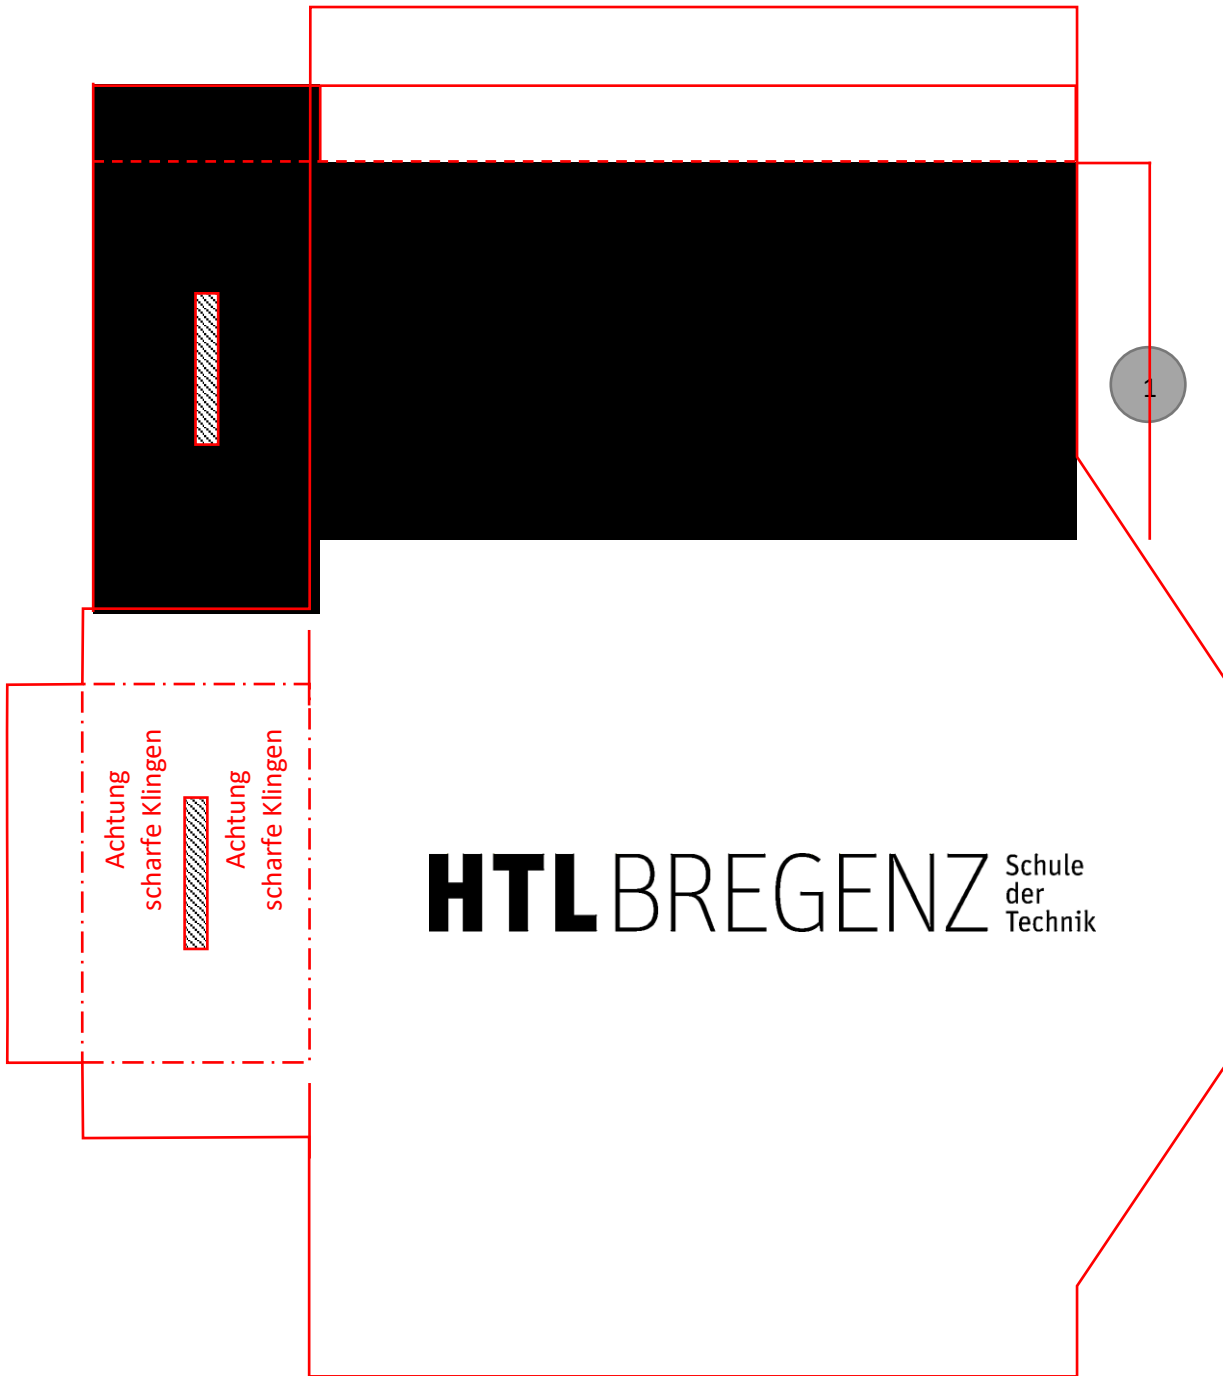 1
Achtung
scharfe Klingen
Achtung
scharfe Klingen
HTL BREGENZ
Schule
der
Technik